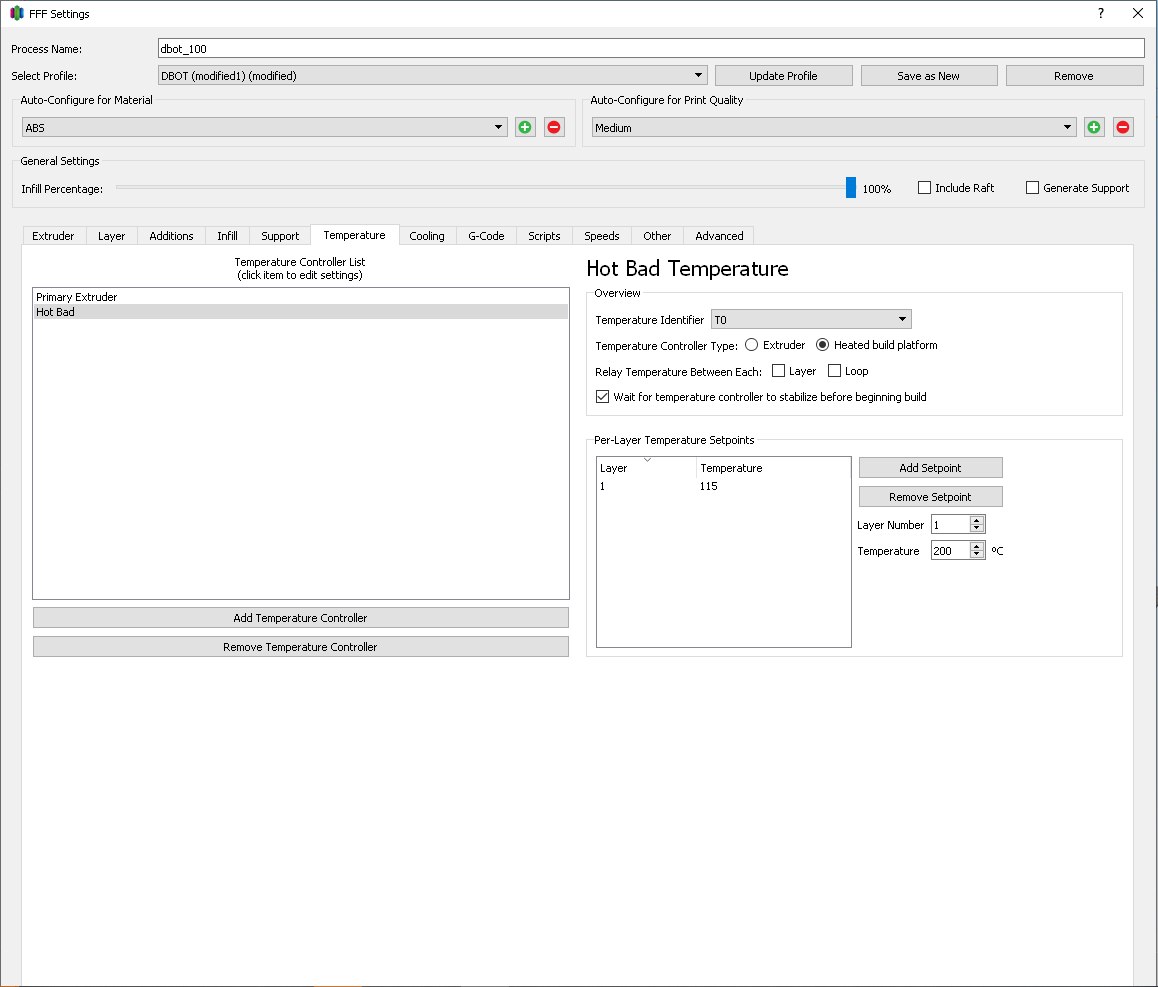 FFF Settings ?
Process Name: dbot_100
Select Profile: DBOT (modified1) (modified) Update Profile Save as New Remove
Auto-Configure for Material Auto-Configure for Print Quality
ABS Medium
General Settings
Infill Percentage: 100% Include Raft Generate Support
Extruder Layer Additions Infill Support Temperature Cooling G-Code Scripts Speeds Other Advanced
Temperature Controller List
(click item to edit settings)
Primary Extruder
Hot Bad
Add Temperature Controller
Remove Temperature Controller
Hot Bad Temperature
Overview
Temperature Identifier T0
Temperature Controller Type: Extruder Heated build platform
Relay Temperature Between Each: Layer Loop
Wait for temperature controller to stabilize before beginning build
Per-Layer Temperature Setpoints
Layer Temperature
1 115
Add Setpoint
Remove Setpoint
Layer Number 1
Temperature 200 ºC